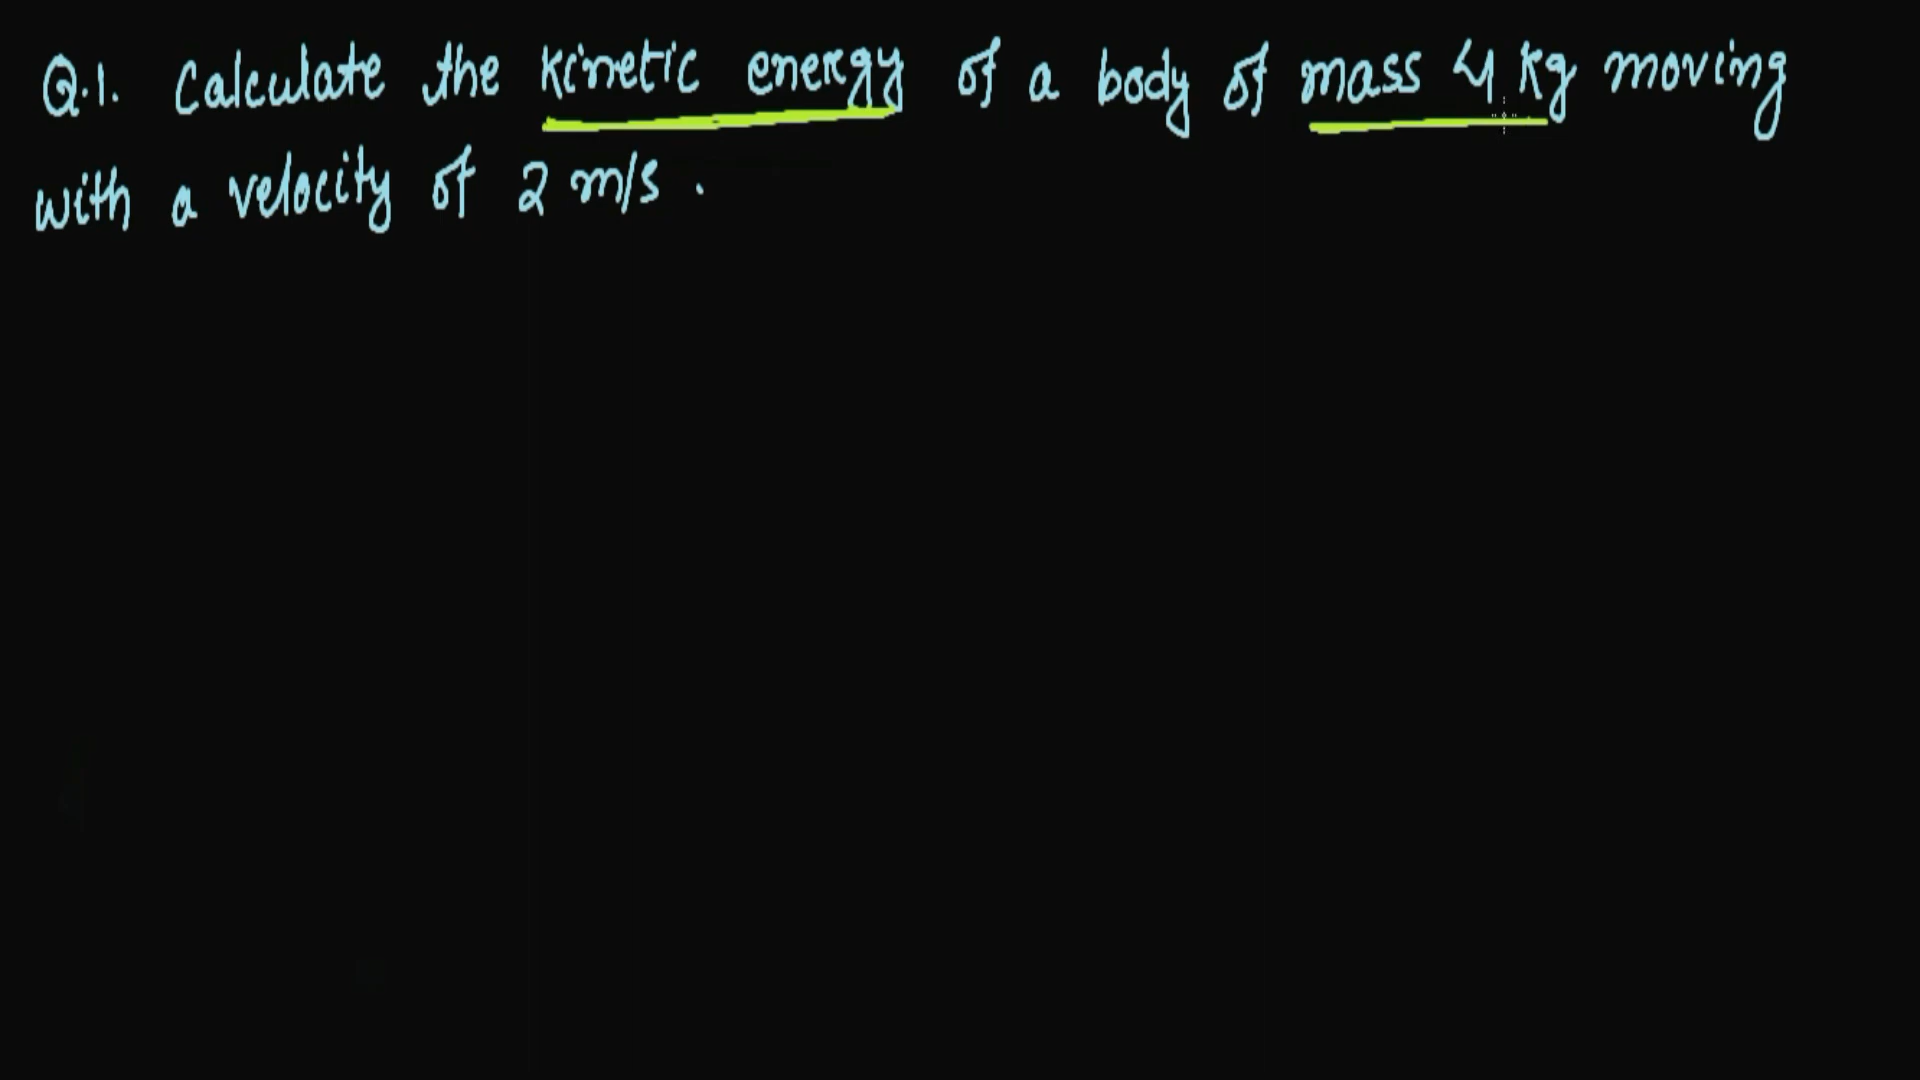 Q.1. Calculate the kinetic energy of a body of mass 4 kg moving
with a velocity of 2 m/s .